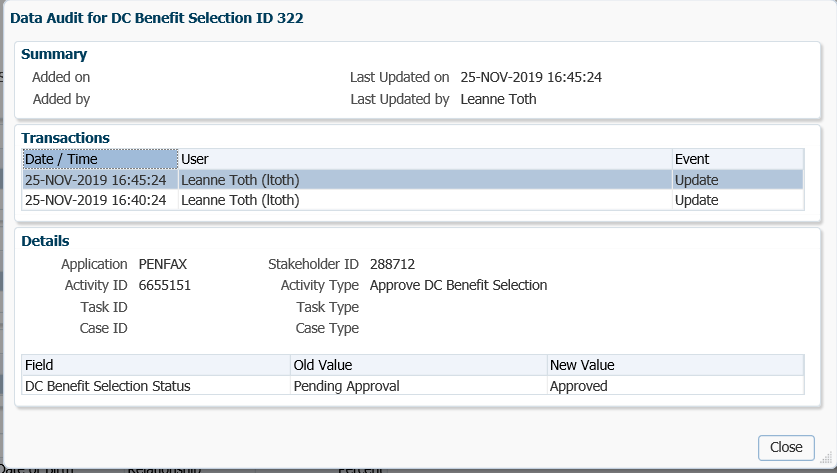 Data Audit for DC Benefit Selection ID 322
Summary
Added on Last Updated on 25-NOV-2019 16:45:24
Added by Last Updated by Leanne Toth
Transactions
Date / Time User Event
25-NOV-2019 16:45:24 Leanne Toth (ltoth) Update
25-NOV-2019 16:40:24 Leanne Toth (ltoth) Update
Details
Application PENFAX Stakeholder ID 288712
Activity ID 6655151 Activity Type Approve DC Benefit Selection
Task ID Task Type
Case ID Case Type
Field Old Value New Value
DC Benefit Selection Status Pending Approval Approved
Close